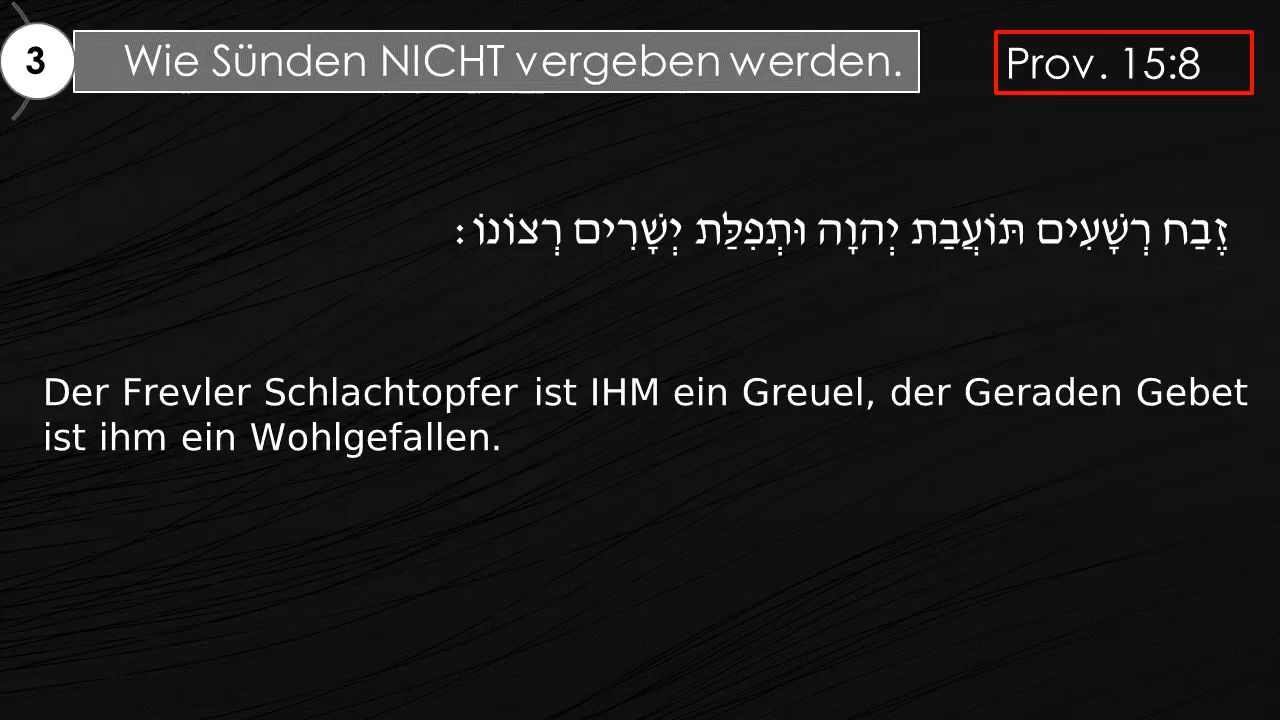 3
Wie Sünden NICHT vergeben werden.
Prov. 15:8
זֶבַח רְשָׁעִים תּוֹעֲבַת יְהוָה וּתְפִלַּת יְשָׁרִים רְצוֹנוֹ׃
Der Frevler Schlachtopfer ist IHM ein Greuel, der Geraden Gebet
ist ihm ein Wohlgefallen.